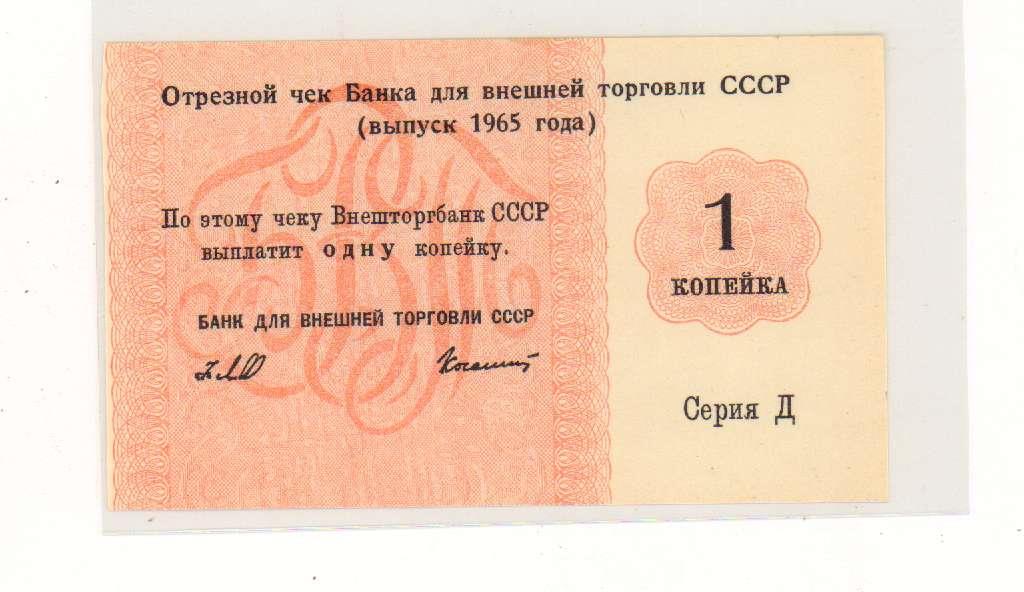 Отрезной чек Банка для внешней торговли СССР
(выпуск 1965 года)
По этому чеку Внешторгбанк СССР
выплатит одну копейку.
БАНК ДЛЯ ВНЕШНЕЙ ТОРГОВЛИ СССР
1
КОПЕЙКА
Серия Д